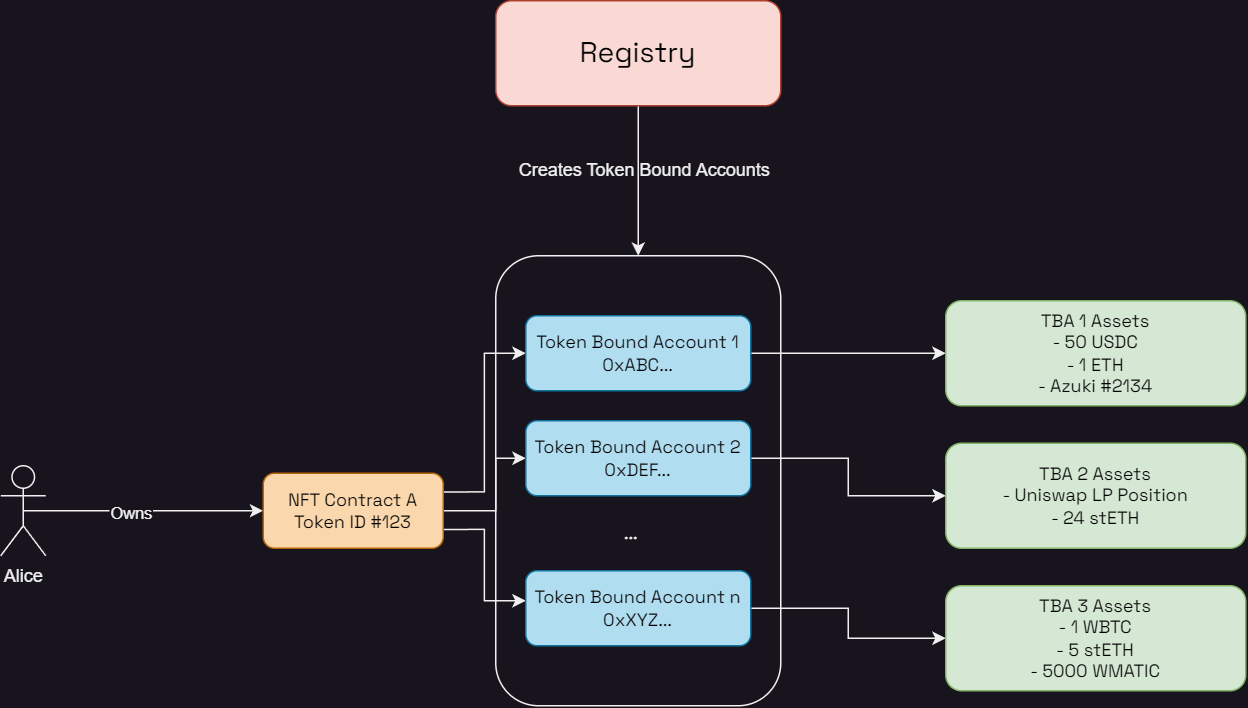 Registry
Creates Token Bound Accounts
Token Bound Account 1
0xABC...
TBA 1 Assets
- 50 USDC
- 1 ETH
- Azuki #2134
Token Bound Account 2
0xDEF...
TBA 2 Assets
- Uniswap LP Position
- 24 stETH
Alice
Owns
NFT Contract A
Token ID #123
...
Token Bound Account n
0xXYZ...
TBA 3 Assets
- 1 WBTC
- 5 stETH
- 5000 WMATIC